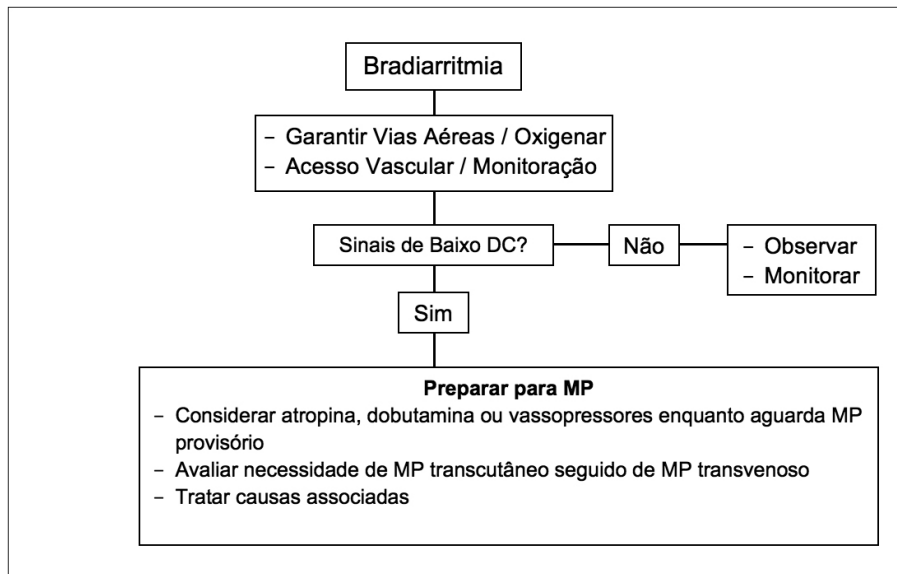 Bradiarritmia
– Garantir Vias Aéreas / Oxigenar
– Acesso Vascular / Monitoração
Sinais de Baixo DC?
Não
– Observar
– Monitorar
Sim
Preparar para MP
– Considerar atropina, dobutamina ou vassopressores enquanto aguarda MP
provisório
– Avaliar necessidade de MP transcutâneo seguido de MP transvenoso
– Tratar causas associadas